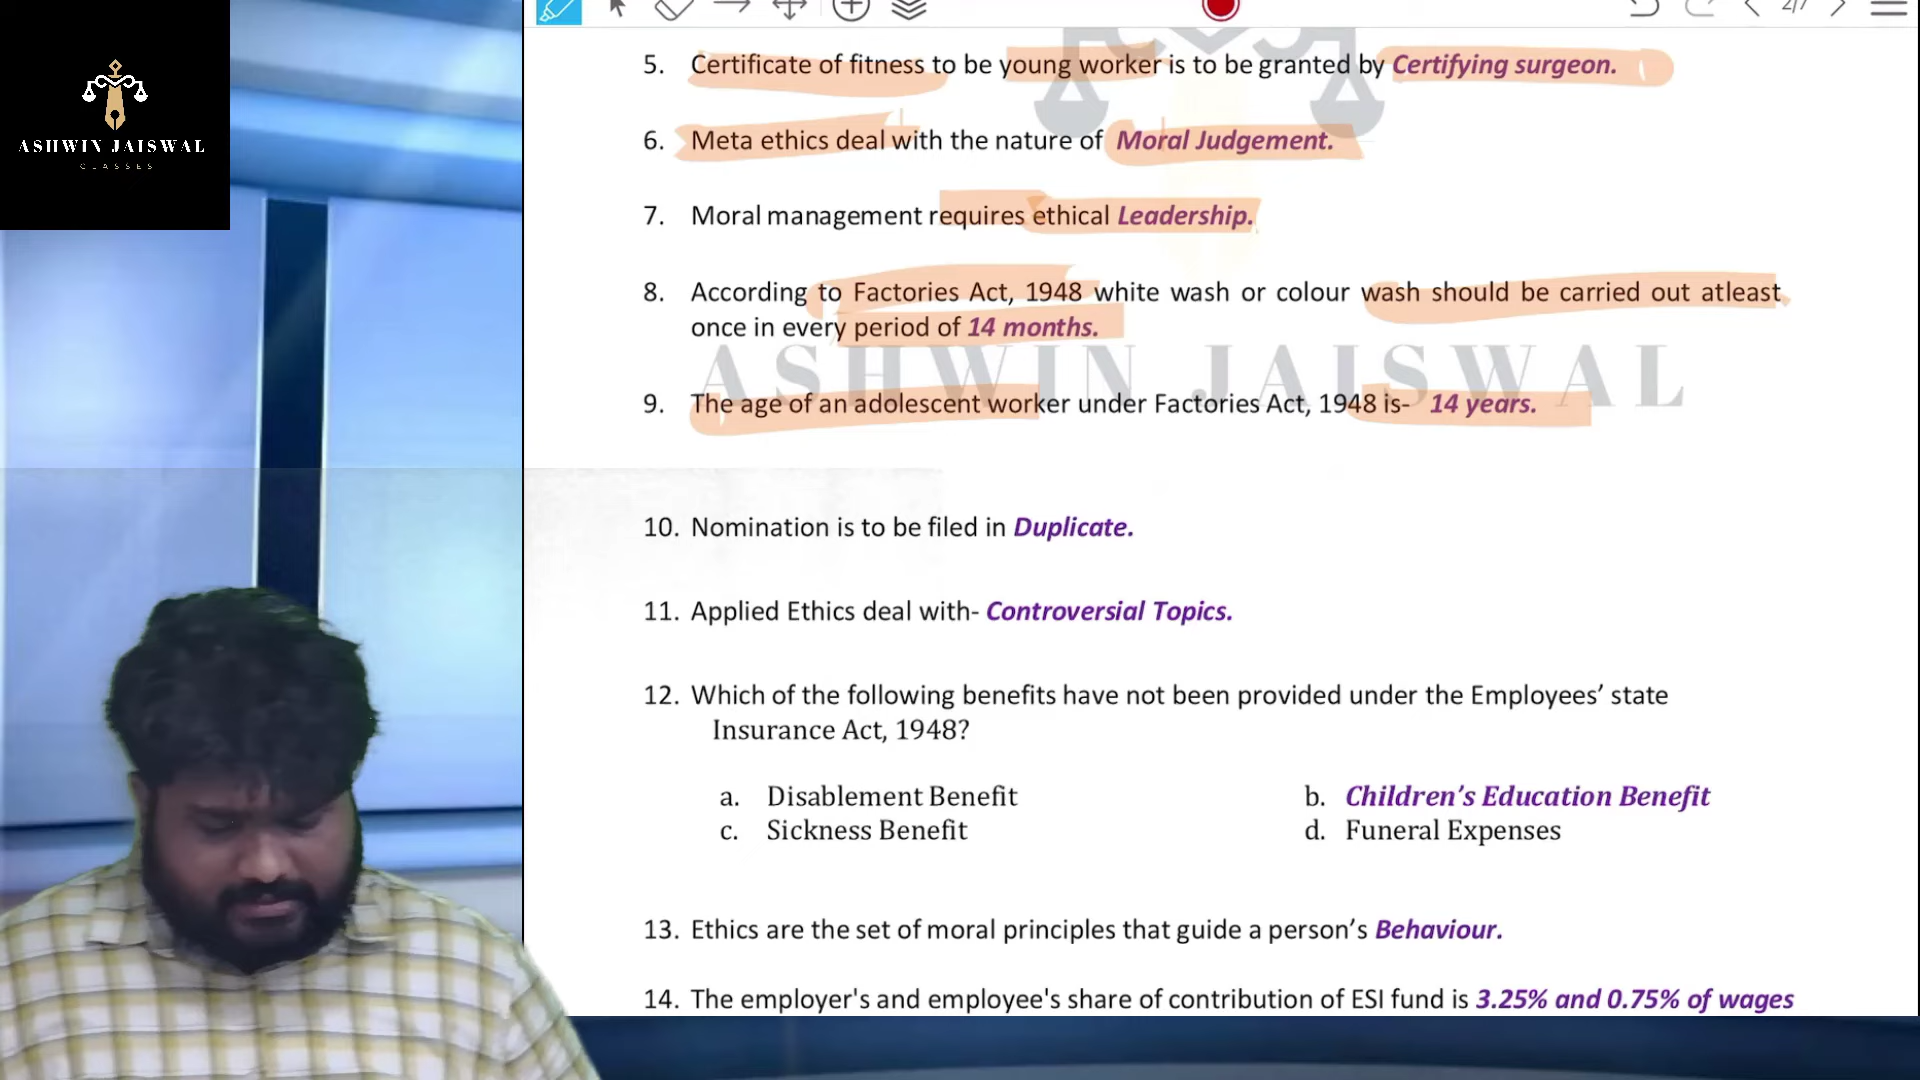 ASHWIN JAISWAL
CLASSES
2/7
5. Certificate of fitness to be young worker is to be granted by Certifying surgeon.
6. Meta ethics deal with the nature of Moral Judgement.
7. Moral management requires ethical Leadership.
8. According to Factories Act, 1948 white wash or colour wash should be carried out atleast
once in every period of 14 months.
ASHWIN JAISWAL
9. The age of an adolescent worker under Factories Act, 1948 is- 14 years.
10. Nomination is to be filed in Duplicate.
11. Applied Ethics deal with- Controversial Topics.
12. Which of the following benefits have not been provided under the Employees’ state
Insurance Act, 1948?
a. Disablement Benefit b. Children’s Education Benefit
c. Sickness Benefit d. Funeral Expenses
13. Ethics are the set of moral principles that guide a person’s Behaviour.
14. The employer's and employee's share of contribution of ESI fund is 3.25% and 0.75% of wages